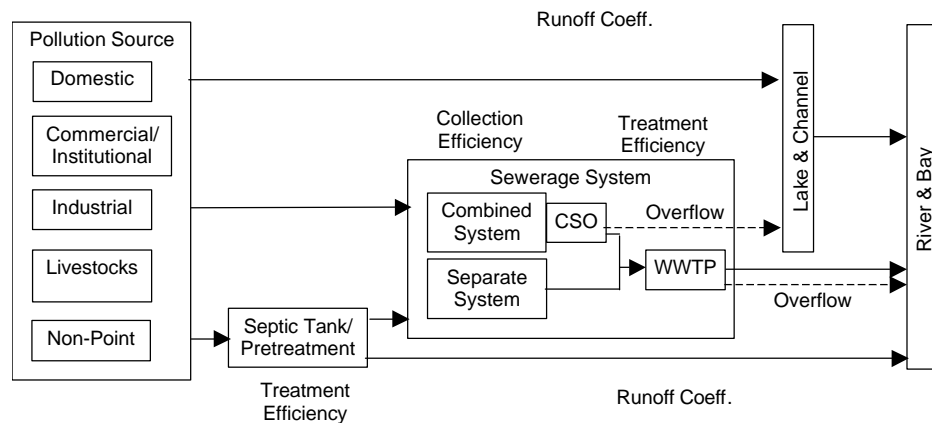 Runoff Coeff.
Pollution Source
Domestic
Commercial/
Institutional
Industrial
Livestocks
Non-Point
Septic Tank/
Pretreatment
Treatment
Efficiency
Collection
Efficiency
Treatment
Efficiency
Sewerage System
Combined
System
CSO
Overflow
Separate
System
WWTP
Overflow
Runoff Coeff.
Lake & Channel
River & Bay